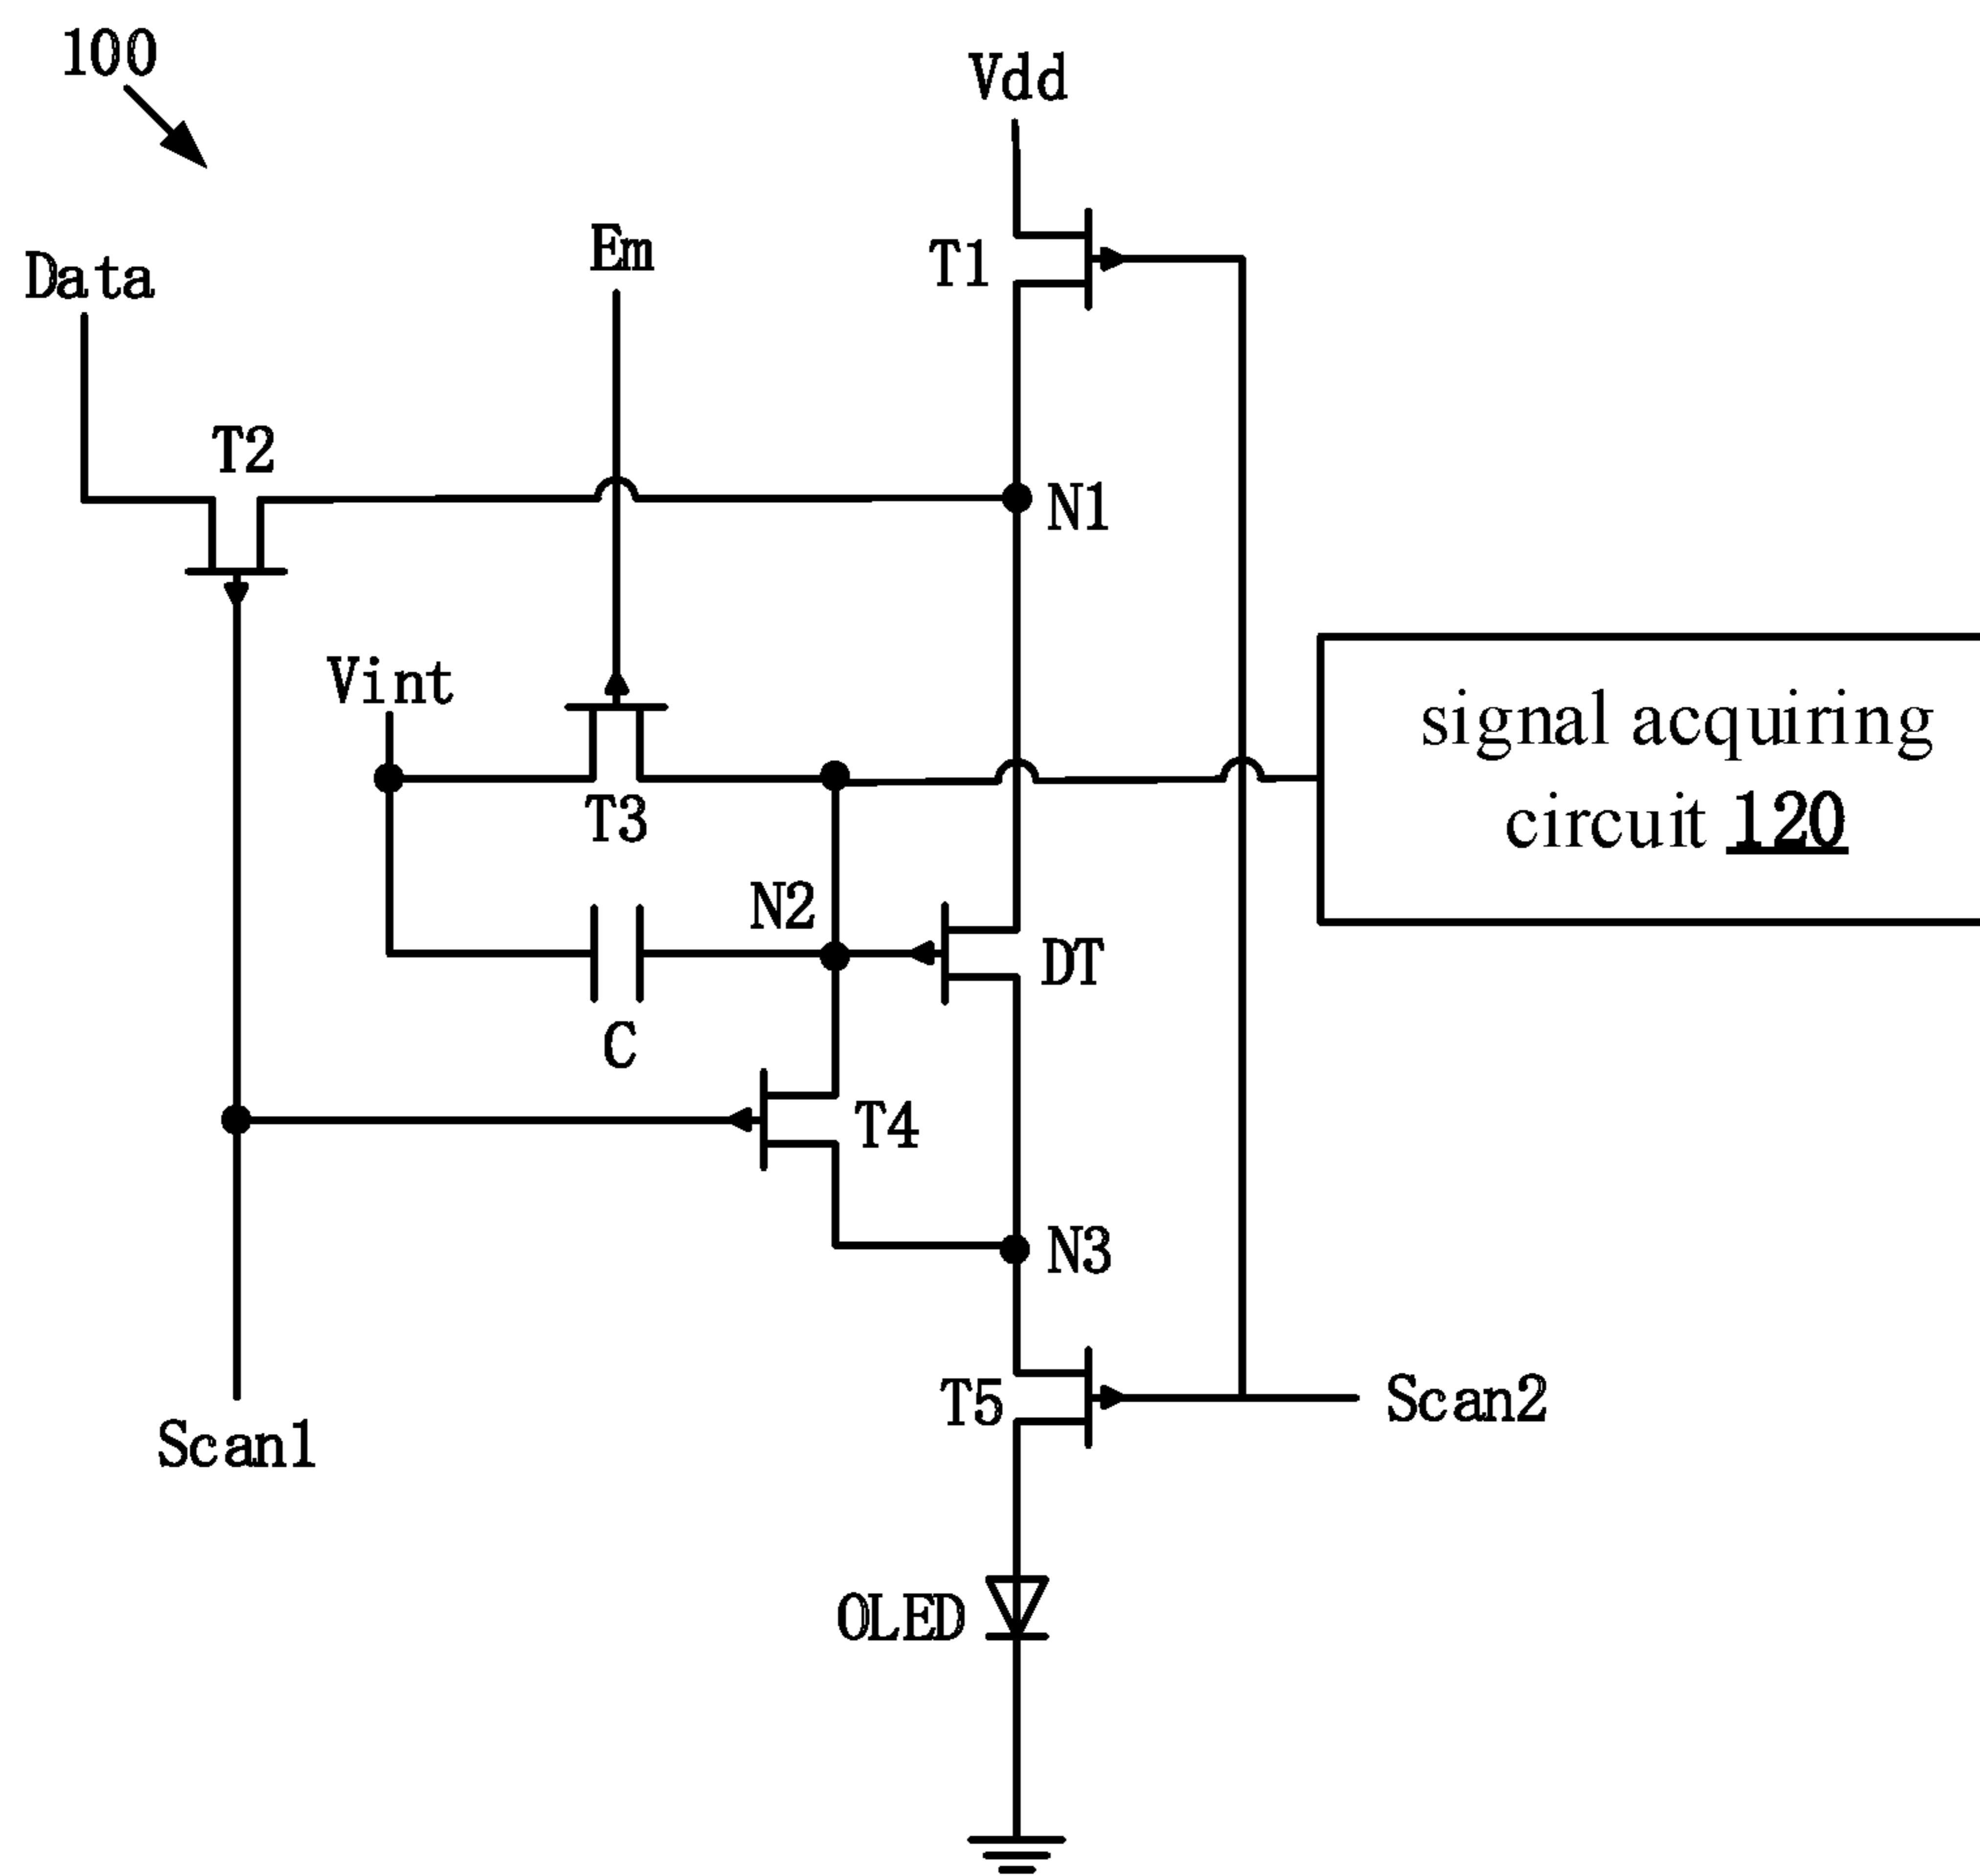 100
Vdd
Em
T1
Data
T2
N1
Vint
signal acquiring
circuit 120
T3
N2
DT
C
T4
N3
T5
Scan2
Scan1
OLED